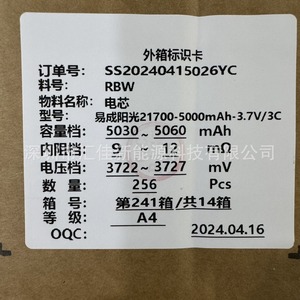 外箱标识卡
订单号: SS20240415026YC
料号: RBW
物料名称: 电芯
型号: 易成阳光21700-5000mAh-3.7V/3C
容量档: 5030 ~ 5060 mAh
内阻档: 9 ~ 12 mΩ
电压档: 3722 ~ 3727 mV
数量: 256 Pcs
箱号: 第241箱/共14箱
等级: A4
OQC: 2024.04.16